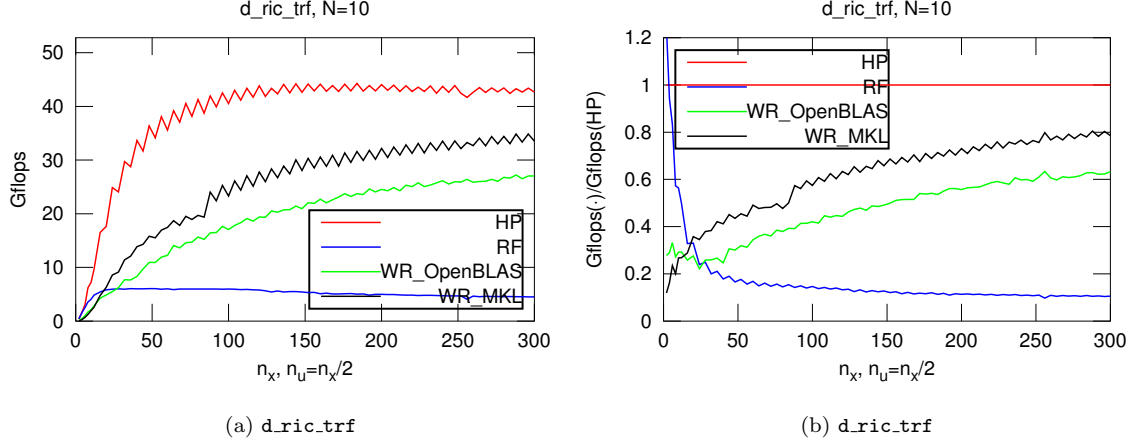 d_ric_trf, N=10
Gflops
50
40
30
20
10
0
HP
RF
WR_OpenBLAS
WR_MKL
0 50 100 150 200 250 300
n_x, n_u=n_x/2
(a) d_ric_trf
d_ric_trf, N=10
Gflops(·)/Gflops(HP)
1.2
1
0.8
0.6
0.4
0.2
0
HP
RF
WR_OpenBLAS
WR_MKL
0 50 100 150 200 250 300
n_x, n_u=n_x/2
(b) d_ric_trf